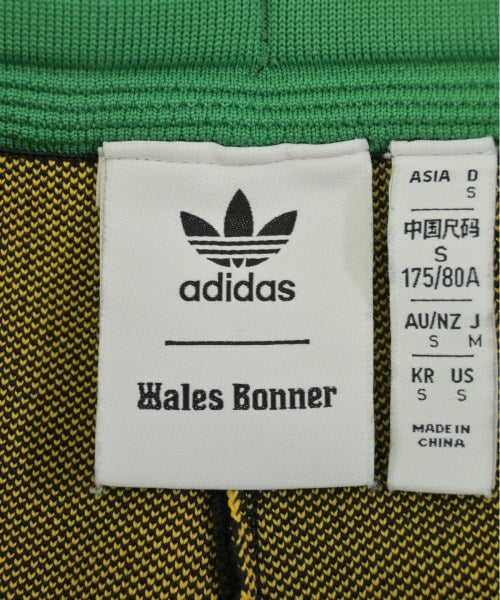 adidas
Wales Bonner
ASIA D
S
中国尺码
S
175/80A
AU/NZ J
S M
KR US
S S
MADE IN
CHINA